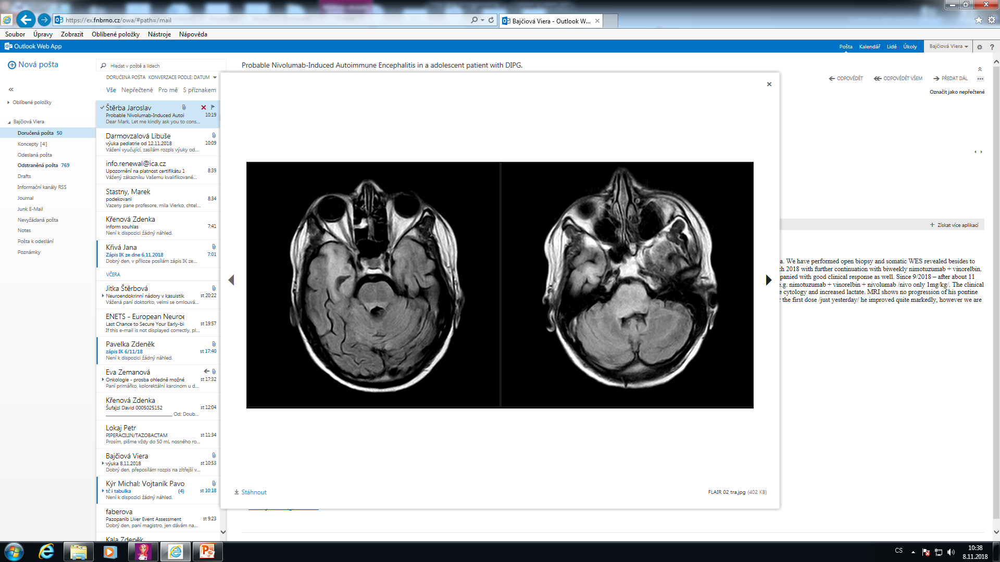 https://ex.fnbrno.cz/owa/#path=/mail
Bajčiová Viera - Outlook W...
Soubor Úpravy Zobrazit Oblíbené položky Nástroje Nápověda
Outlook Web App
Pošta Kalendář Lidé Úkoly Bajčiová Viera ?
Nová pošta
«
Oblíbené položky
Bajčiová Viera
Doručená pošta 50
Koncepty [4]
Odeslaná pošta
Odstraněná pošta 769
Drafts
Informační kanály RSS
Journal
Junk E-Mail
Nevyžádaná pošta
Notes
Pošta k odeslání
Poznámky
Hledat v poště a lidech
DORUČENÁ POŠTA KONVERZACE PODLE: DATUM
Vše Nepřečtené Pro mě S příznakem
Štěrba Jaroslav
Probable Nivolumab-Induced Autoi 10:19
Dear Mark, Let me kindly ask you to cons...
Darmovzalová Libuše
výuka pediatrie od 12.11.2018 10:09
Vážení vyučující, zasílám rozpis výuky od...
info.renewal@ica.cz
Upozornění na platnost certifikátu 1 8:39
Vážený zákazníku Vašemu kvalifikované...
Stastny, Marek
podekovani 8:34
Vazeny pane profesore, mila Vierko, chtel...
Křenová Zdenka
inform souhlas 7:41
Není k dispozici žádný náhled.
Křivá Jana
Zápis IK ze dne 6.11.2018 7:01
Dobrý den, v příloze posílám zápis IK ze...
VČERA
Jitka Štěrbová
Neuroendokrinní nádory v kasuistik st 20:22
Vážená paní doktorko, velmi se omlouvá...
ENETS - European Neuroe
Last Chance to Secure Your Early-bi st 19:57
If this e-mail is not displayed correctly, pl...
Pavelka Zdeněk
zápis IK 6/11/18 st 17:40
Není k dispozici žádný náhled.
Eva Zemanová
Onkologie - prosba ohledně možné st 17:32
Paní primářko, kolorektální karcinom u d...
Křenová Zdenka
Šufajzl David 0005025152 st 12:04
Od: Doub...
Lokaj Petr
PIPERACILIN/TAZOBACTAM st 11:34
Prosím, pišme vždy do 50 mL nosného ro...
Bajčiová Viera
výuka 8.11.2018 st 10:53
Dobrý den, přeposílám rozpis na zítřejší v...
Kýr Michal; Vojtaník Pavo
tč i tabulka (4) st 10:18
Není k dispozici žádný náhled.
faberova
Pazopanib Liver Event Assessment st 9:23
Dobrý den, paní magistro, jen dávám na...
Kala Zdeněk
Probable Nivolumab-Induced Autoimmune Encephalitis in a adolescent patient with DIPG.
ODPOVĚDĚT ODPOVĚDĚT VŠEM PŘEDAT DÁL
Označit jako nepřečtené
+ Získat více aplikací
a. We have performed open biopsy and somatic WES revealed besides to
ch 2018 with further continuation with biweekly nimotuzumab + vinorelbin.
panied with good clinical response as well. Since 9/2018 – after about 11
e.g. nimotuzumab + vinorelbin + nivolumab /nivo only 1mg/kg/. The clinical
e cytology and increased lactate. MRI shows no progression of his pontine
r the first dose /just yesterday/ he improved quite markedly, however we are
Stáhnout
FLAIR 02 tra.jpg (402 KB)
CS
10:38
8.11.2018